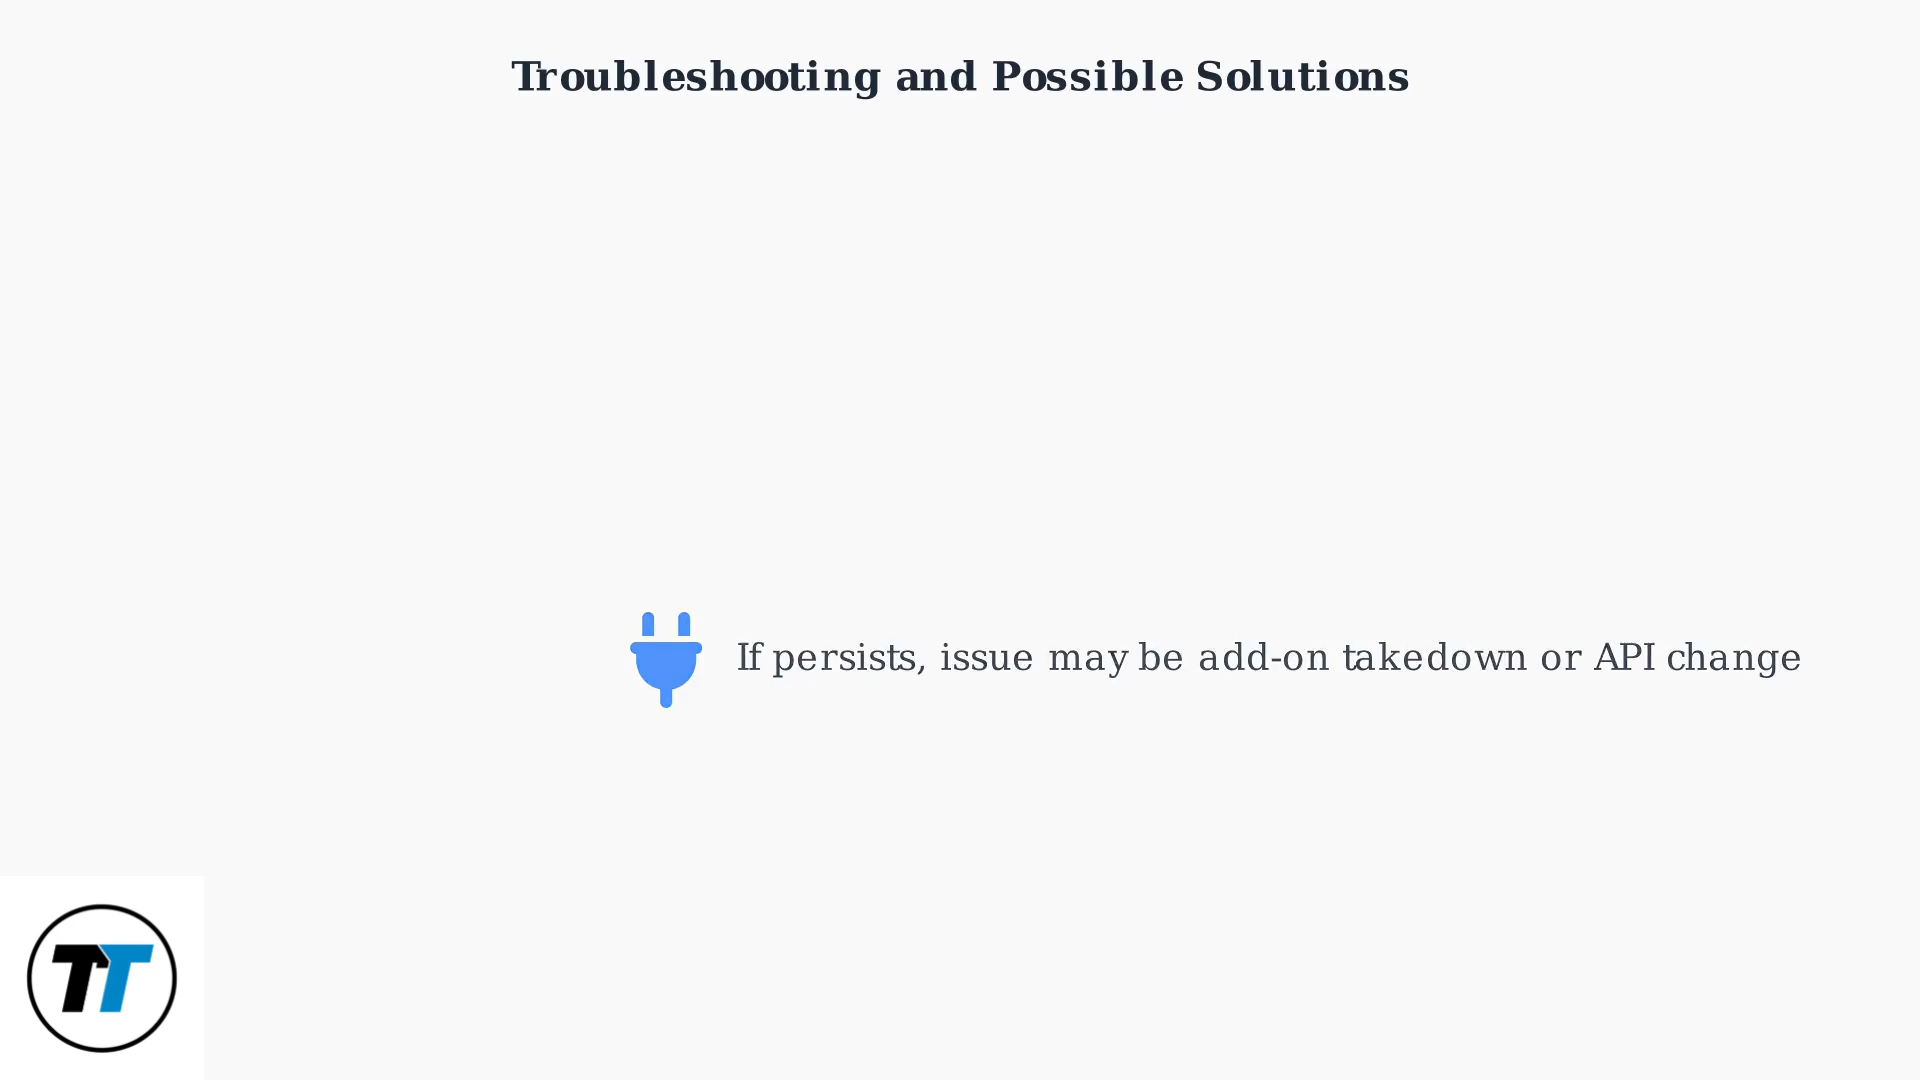 Troubleshooting and Possible Solutions
If persists, issue may be add-on takedown or API change
TT